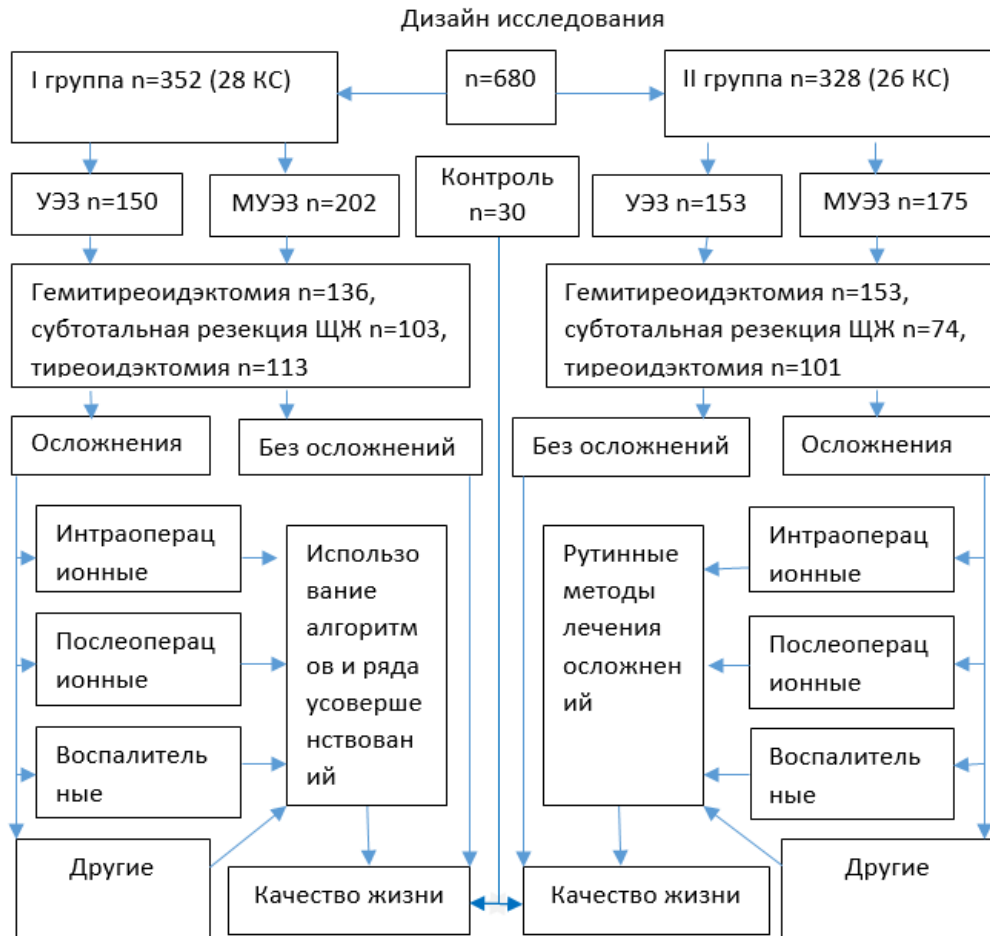 Дизайн исследования
I группа n=352 (28 КС)
n=680
II группа n=328 (26 КС)
УЭЗ n=150
МУЭЗ n=202
Контроль
n=30
УЭЗ n=153
МУЭЗ n=175
Гемитиреоидэктомия n=136,
субтотальная резекция ЩЖ n=103,
тиреоидэктомия n=113
Гемитиреоидэктомия n=153,
субтотальная резекция ЩЖ n=74,
тиреоидэктомия n=101
Осложнения
Без осложнений
Без осложнений
Осложнения
Интраоперац
ионные
Послеоперац
ионные
Воспалитель
ные
Использо
вание
алгоритм
ов и ряда
усоверше
нствован
ий
Рутинные
методы
лечения
осложнен
ий
Интраоперац
ионные
Послеоперац
ионные
Воспалитель
ные
Другие
Качество жизни
Качество жизни
Другие